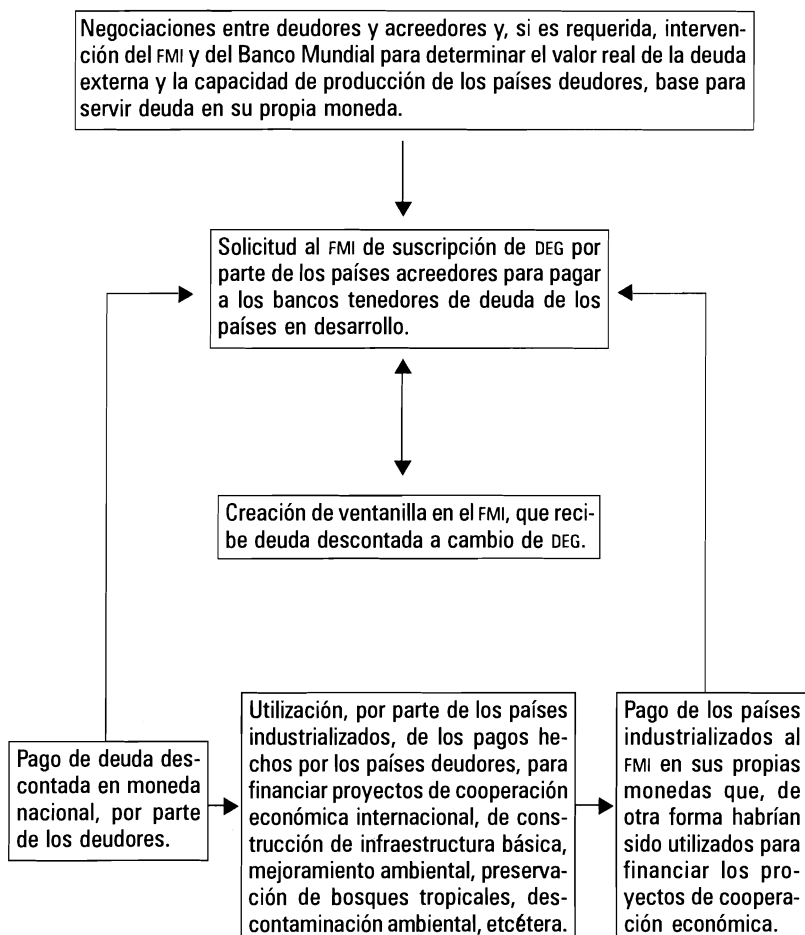 Negociaciones entre deudores y acreedores y, si es requerida, interven-
ción del FMI y del Banco Mundial para determinar el valor real de la deuda
externa y la capacidad de producción de los países deudores, base para
servir deuda en su propia moneda.
Solicitud al FMI de suscripción de DEG por
parte de los países acreedores para pagar
a los bancos tenedores de deuda de los
países en desarrollo.
Creación de ventanilla en el FMI, que reci-
be deuda descontada a cambio de DEG.
Pago de deuda des-
contada en moneda
nacional, por parte
de los deudores.
Utilización, por parte de los países
industrializados, de los pagos he-
chos por los países deudores, para
financiar proyectos de cooperación
económica internacional, de cons-
trucción de infraestructura básica,
mejoramiento ambiental, preserva-
ción de bosques tropicales, des-
contaminación ambiental, etcétera.
Pago de los países
industrializados al
FMI en sus propias
monedas que, de
otra forma habrían
sido utilizados para
financiar los pro-
yectos de coopera-
ción económica.